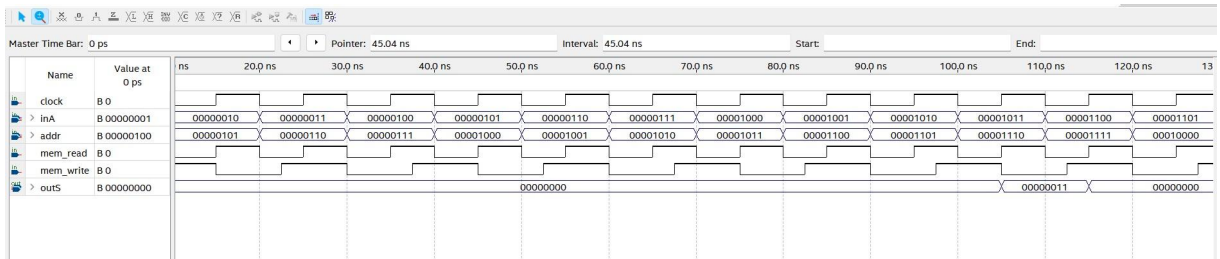 Master Time Bar: 0 ps Pointer: 45.04 ns Interval: 45.04 ns Start: End:
Name Value at 0 ps ns 20.0 ns 30.0 ns 40.0 ns 50.0 ns 60.0 ns 70.0 ns 80.0 ns 90.0 ns 100.0 ns 110.0 ns 120.0 ns 13
clock B 0
inA B 00000001 00000010 00000011 00000100 00000101 00000110 00000111 00001000 00001001 00001010 00001011 00001100 00001101
addr B 00000100 00000101 00000110 00000111 00001000 00001001 00001010 00001011 00001100 00001101 00001110 00001111 00010000
mem_read B 0
mem_write B 0
outS B 00000000 00000000 00000011 00000000